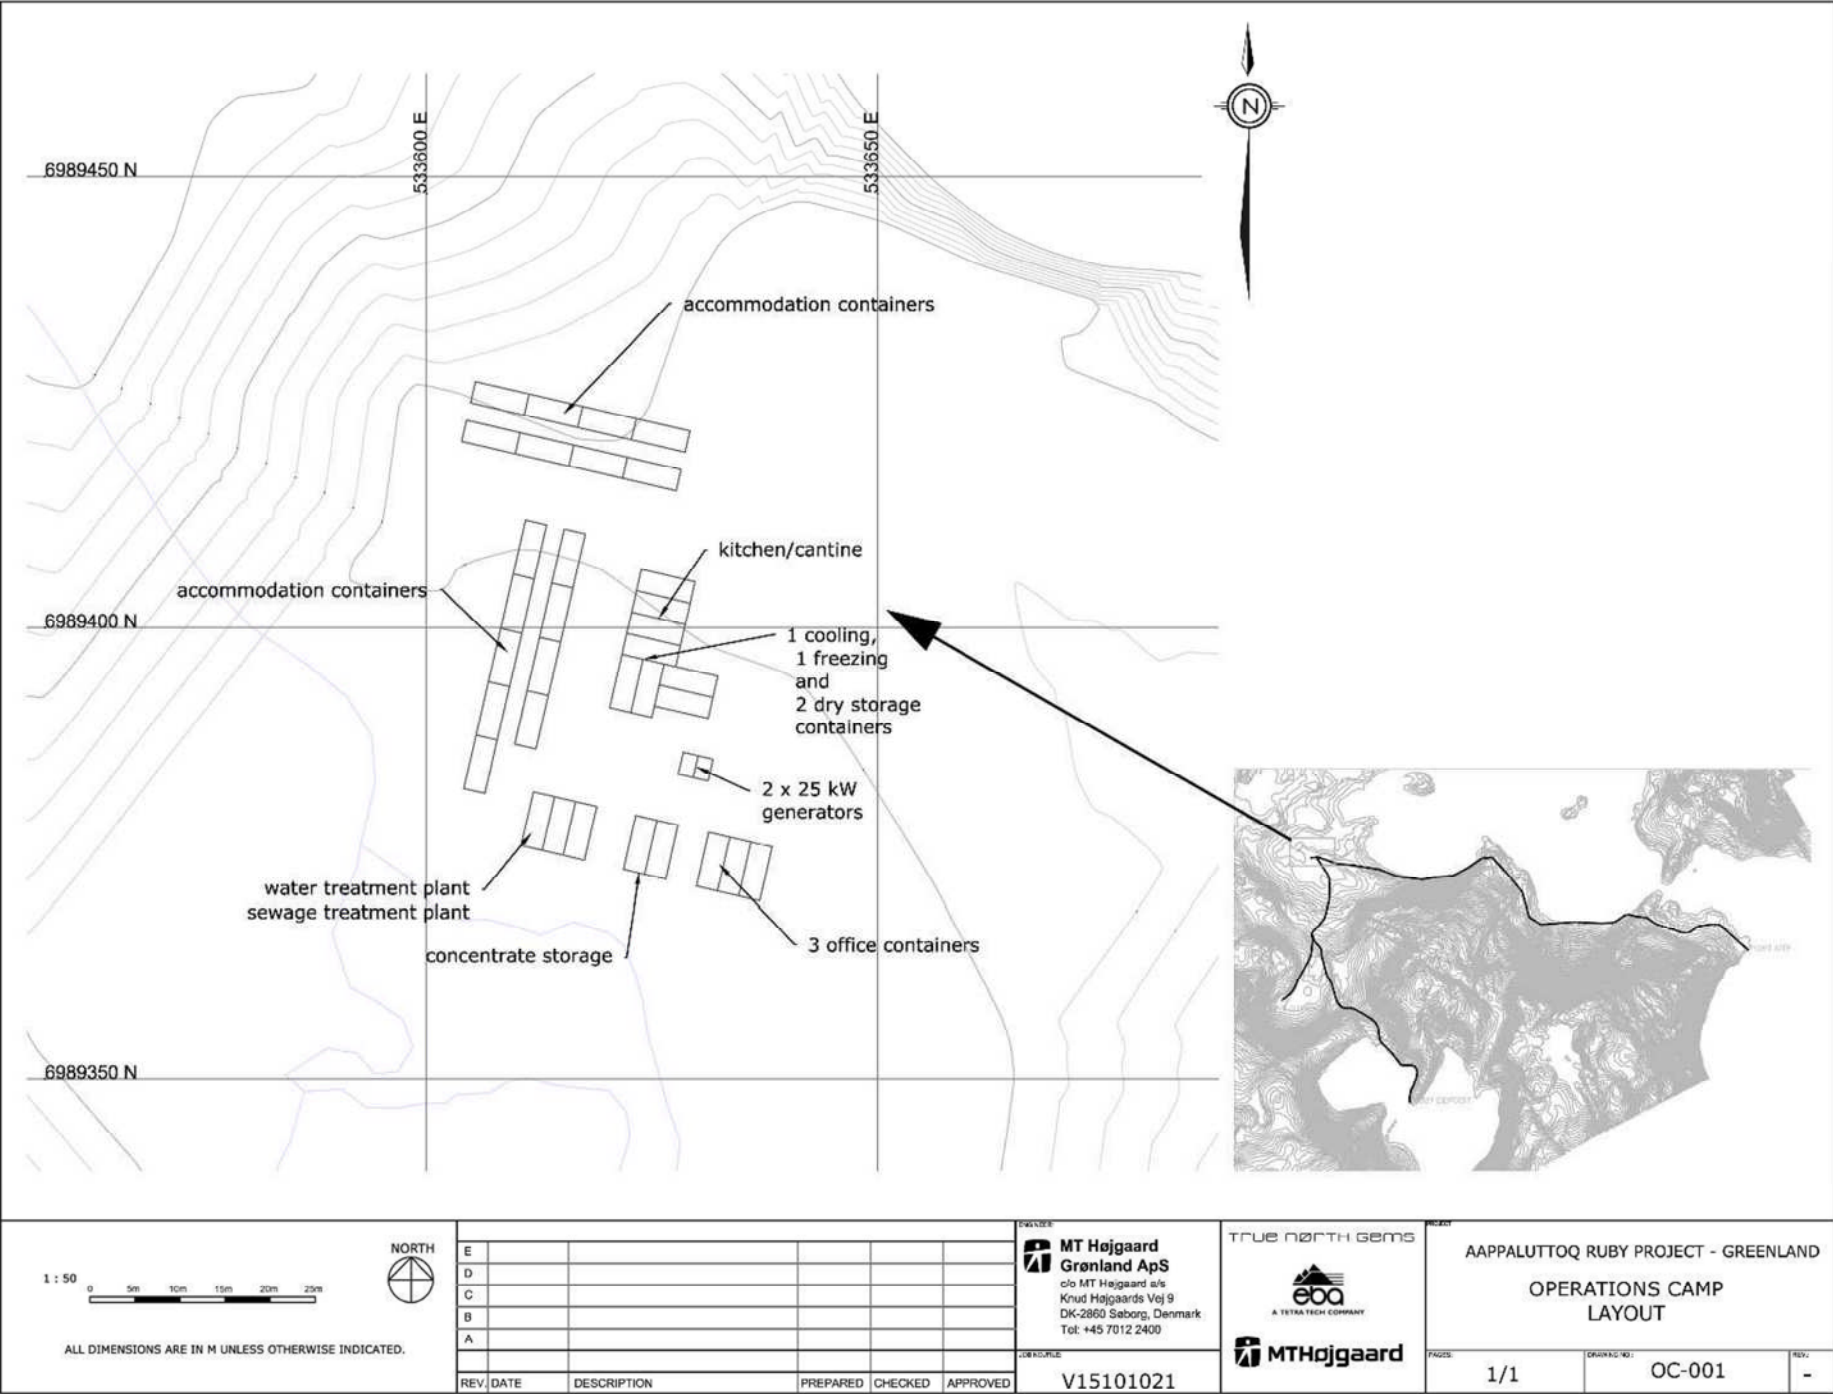 N
533600 E
533650 E
6989450 N
accommodation containers
kitchen/cantine
accommodation containers
6989400 N
1 cooling,
1 freezing
and
2 dry storage
containers
2 x 25 kW
generators
water treatment plant
sewage treatment plant
3 office containers
concentrate storage
6989350 N
1 : 50
0 5m 10m 15m 20m 25m
NORTH
ALL DIMENSIONS ARE IN M UNLESS OTHERWISE INDICATED.
E
D
C
B
A
REV. DATE DESCRIPTION PREPARED CHECKED APPROVED
MT Højgaard
Grønland ApS
c/o MT Højgaard a/s
Knud Højgaards Vej 9
DK-2860 Søborg, Denmark
Tel: +45 7012 2400
V15101021
True North Gems
eba
A TETRA TECH COMPANY
MTHøjgaard
PROJECT
AAPPALUTTOQ RUBY PROJECT - GREENLAND
OPERATIONS CAMP
LAYOUT
PAGES:
1/1
DRAWING NO.:
OC-001
REV.:
-